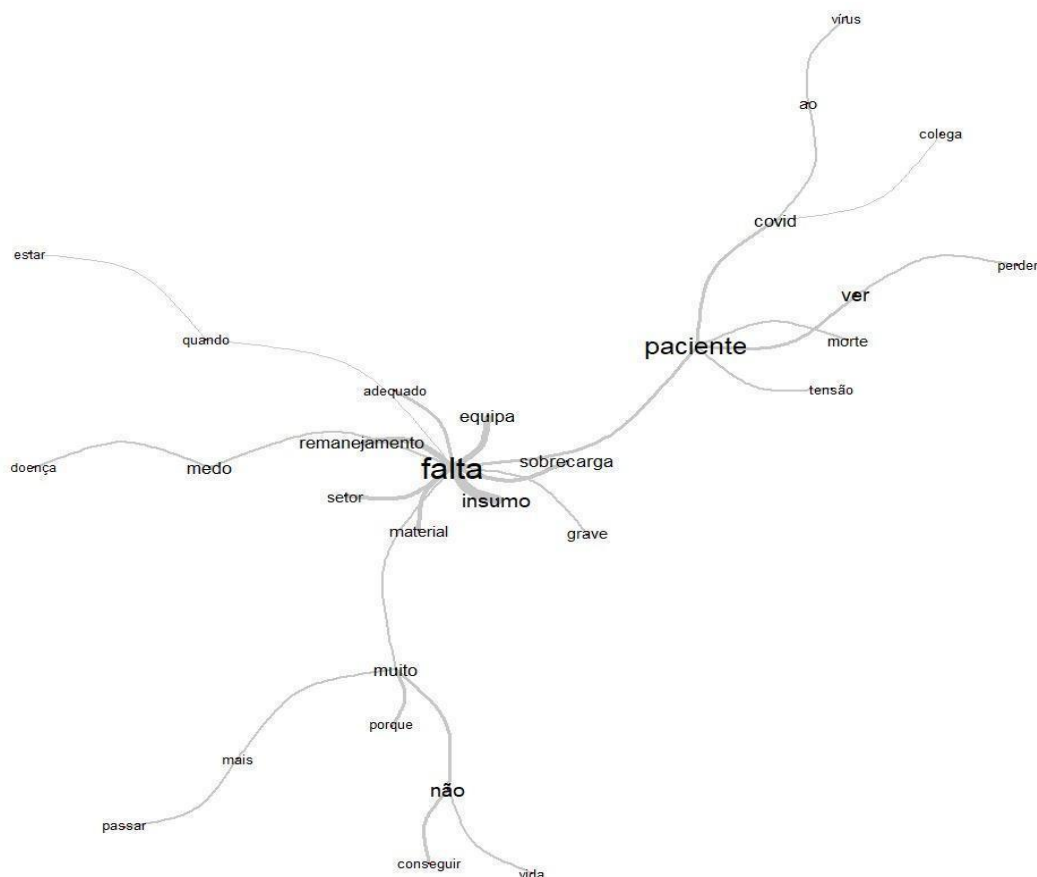 vírus
ao
colega
covid
estar
perder
ver
quando
paciente
morte
adequado
tensão
equipa
remanejamento
sobrecarga
doença
medo
falta
setor
insumo
material
grave
muito
porque
mais
não
passar
conseguir
vida